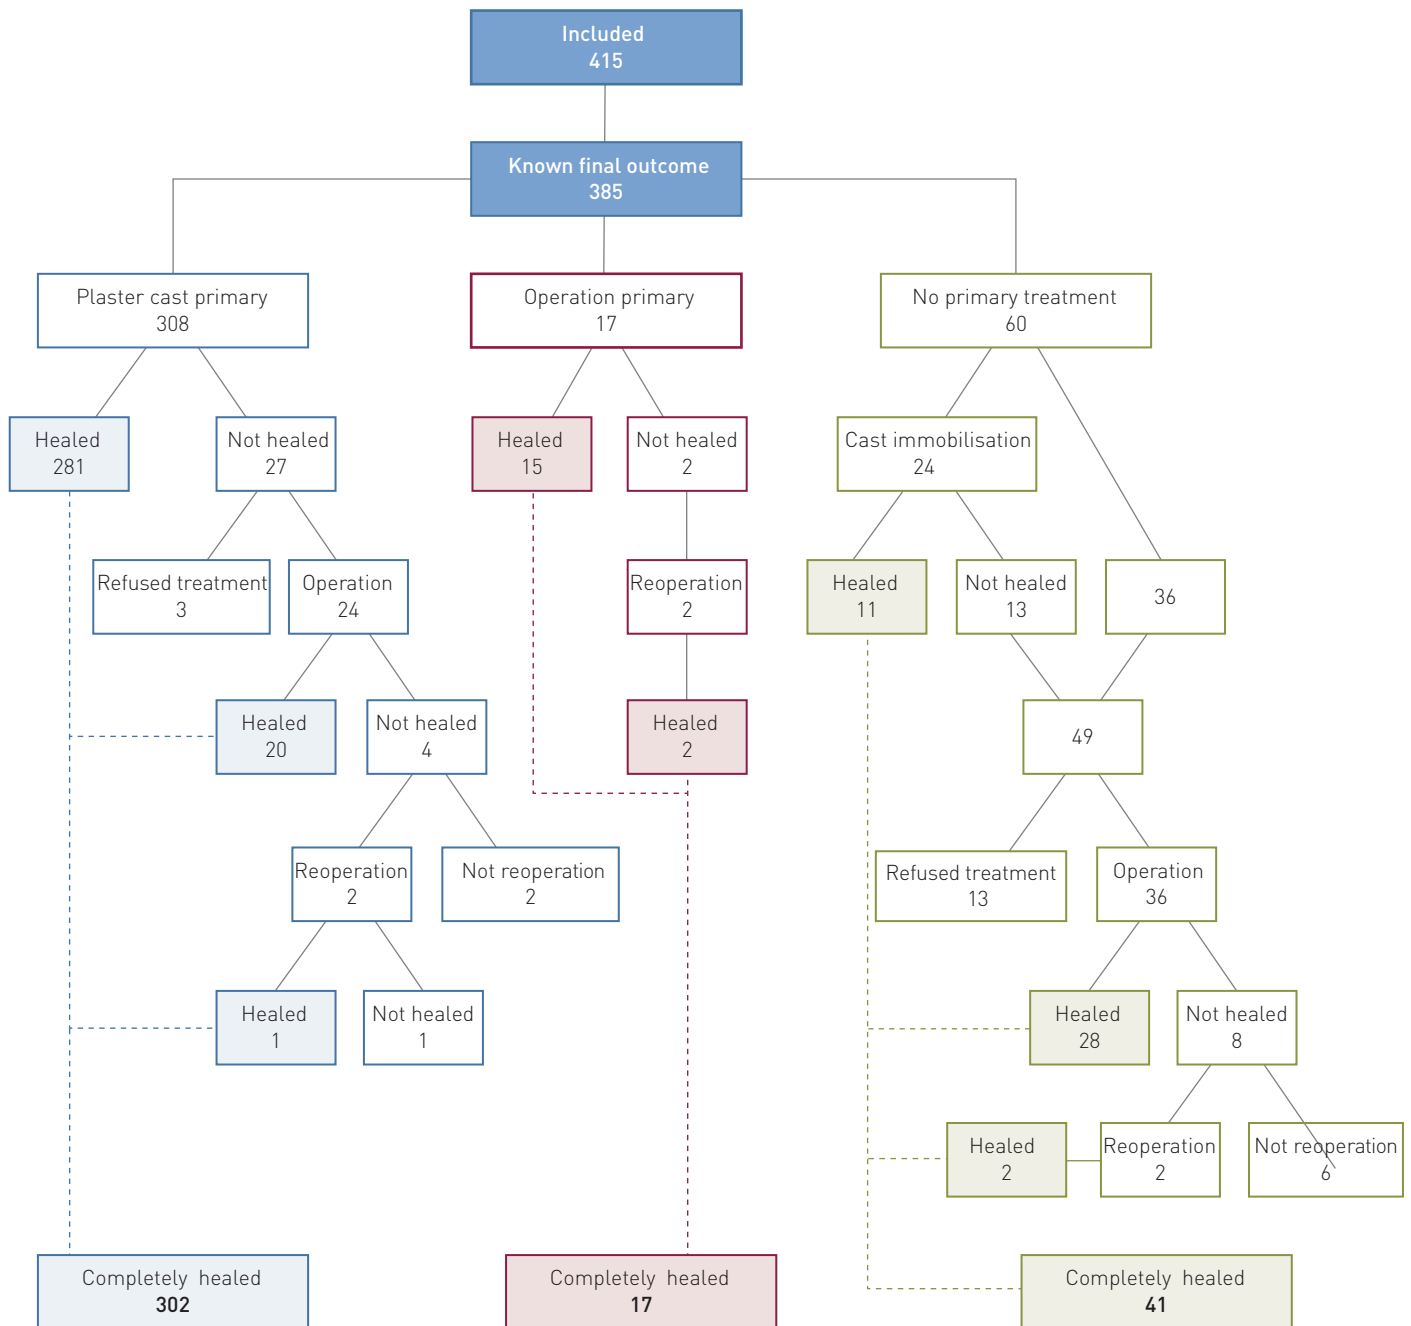 Included
415
Known final outcome
385
Plaster cast primary
308
Operation primary
17
No primary treatment
60
Healed
281
Not healed
27
Healed
15
Not healed
2
Cast immobilisation
24
Refused treatment
3
Operation
24
Reoperation
2
Healed
11
Not healed
13
36
Healed
20
Not healed
4
Healed
2
49
Reoperation
2
Not reoperation
2
Refused treatment
13
Operation
36
Healed
1
Not healed
1
Healed
28
Not healed
8
Healed
2
Reoperation
2
Not reoperation
6
Completely healed
302
Completely healed
17
Completely healed
41